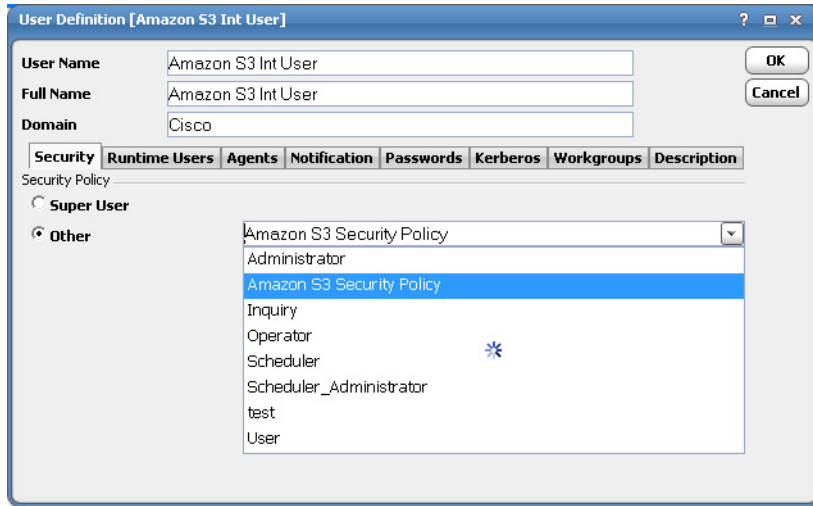 User Definition [Amazon S3 Int User] ?
User Name Amazon S3 Int User OK
Full Name Amazon S3 Int User Cancel
Domain Cisco
Security Runtime Users Agents Notification Passwords Kerberos Workgroups Description
Security Policy
Super User
Other Amazon S3 Security Policy
Administrator
Amazon S3 Security Policy
Inquiry
Operator
Scheduler
Scheduler_Administrator
test
User